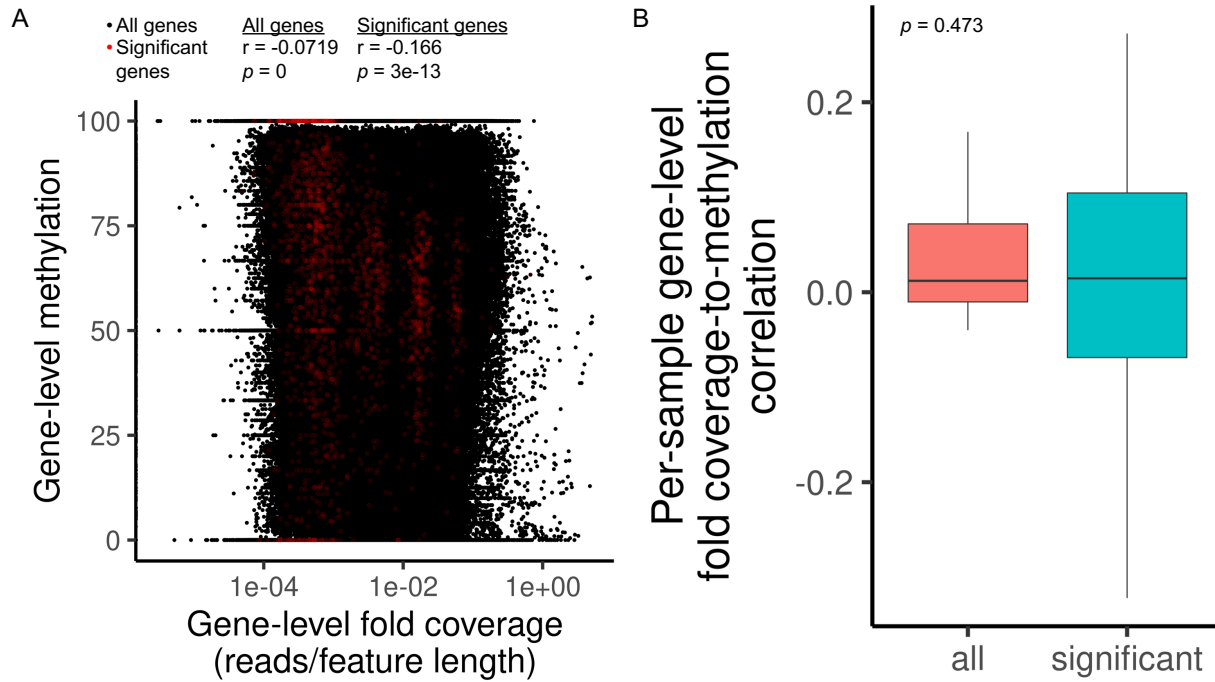 A
All genes
Significant
genes
All genes
r = -0.0719
p = 0
Significant genes
r = -0.166
p = 3e-13
100
75
50
25
0
Gene-level methylation
1e-04
1e-02
1e+00
Gene-level fold coverage
(reads/feature length)
B
p = 0.473
Per-sample gene-level
fold coverage-to-methylation
correlation
0.2
0.0
-0.2
all
significant